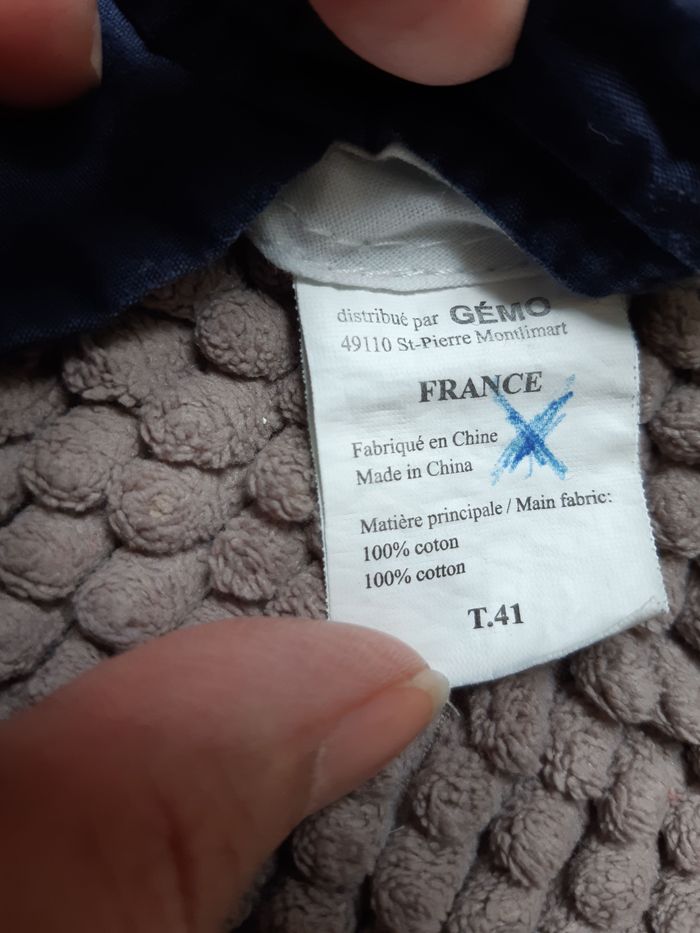 distribué par GÉMO
49110 St-Pierre Montlimart
FRANCE
Fabriqué en Chine
Made in China
Matière principale / Main fabric:
100% coton
100% cotton
T.41